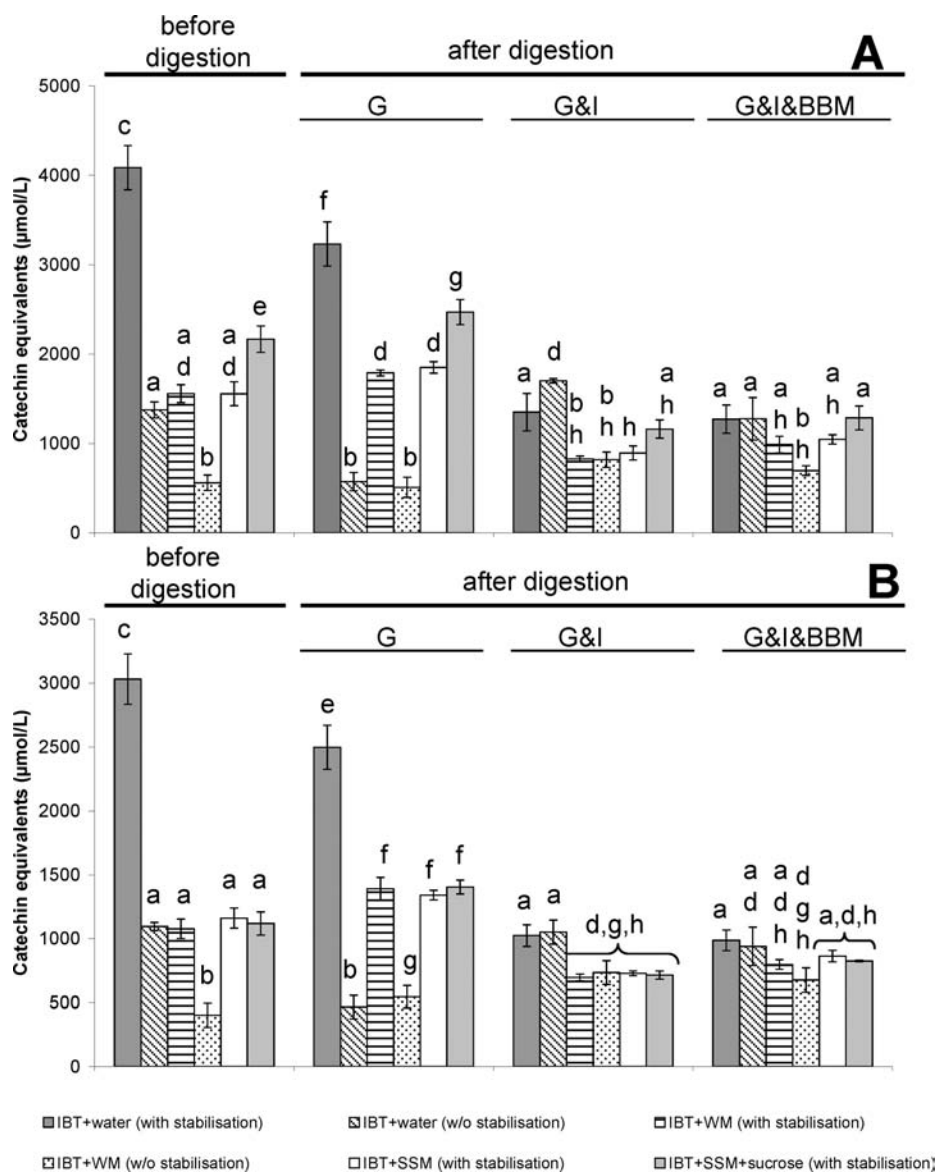 before
digestion
after digestion
A
G
G&I
G&I&BBM
Catechin equivalents (µmol/L)
5000
4000
3000
2000
1000
0
c
a
a
d
b
a
d
e
f
b
d
b
d
g
a
d
b
h
b
h
h
a
h
a
a
a
h
b
h
a
h
a
before
digestion
after digestion
B
G
G&I
G&I&BBM
Catechin equivalents (µmol/L)
3500
3000
2500
2000
1500
1000
500
0
c
a
a
b
a
a
e
b
f
g
f
f
a
a
d,g,h
a
a
d
a
d
h
d
g
h
a,d,h
IBT+water (with stabilisation)
IBT+water (w/o stabilisation)
IBT+WM (with stabilisation)
IBT+WM (w/o stabilisation)
IBT+SSM (with stabilisation)
IBT+SSM+sucrose (with stabilisation)